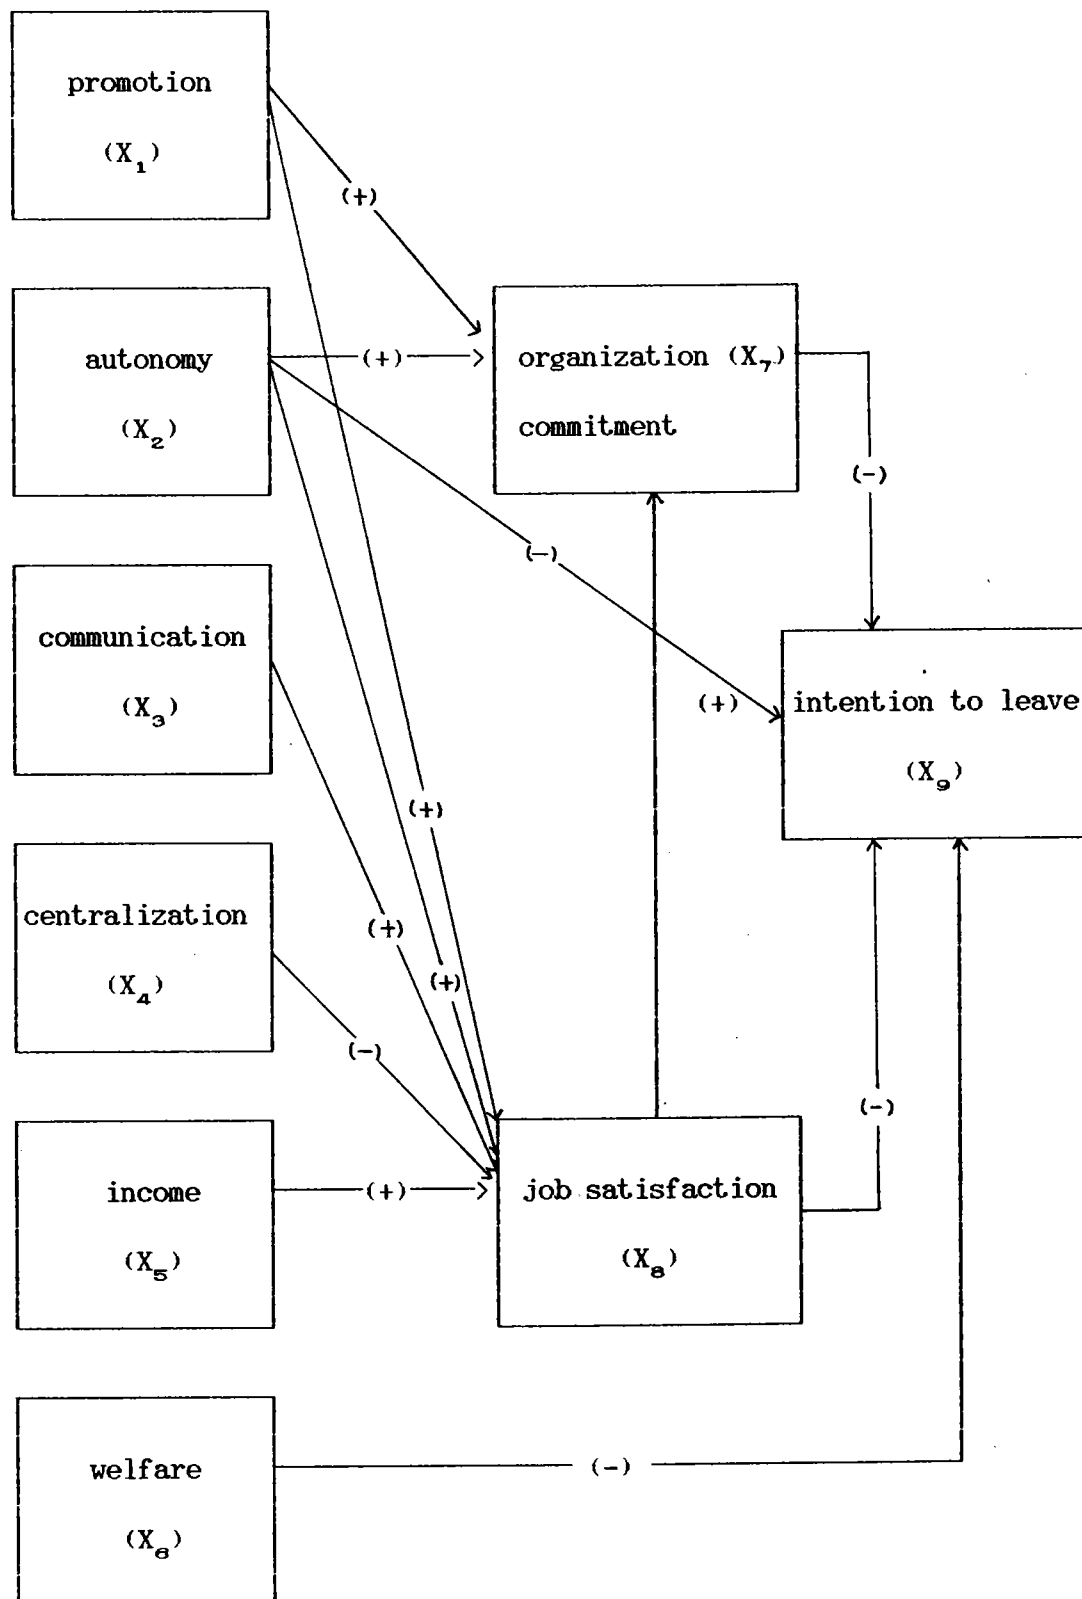 promotion
(X₁)
(+)
autonomy
(X₂)
(+)
organization (X₇)
commitment
(-)
(-)
communication
(X₃)
(+)
intention to leave
(X₉)
(+)
centralization
(X₄)
(+)
(+)
(-)
(-)
income
(X₅)
(+)
job satisfaction
(X₈)
welfare
(X₆)
(-)